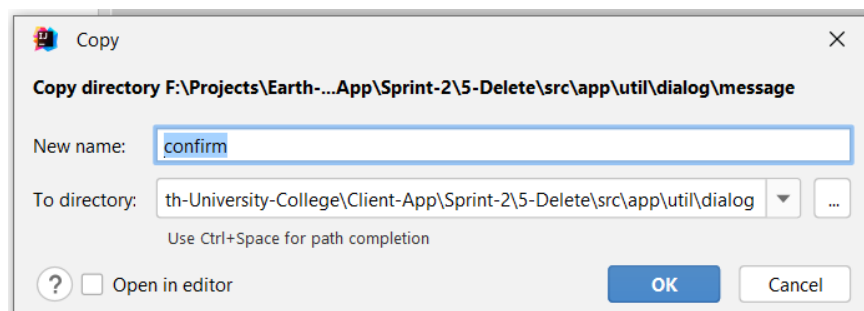 Copy
Copy directory F:\Projects\Earth-...App\Sprint-2\5-Delete\src\app\util\dialog\message
New name: confirm
To directory: th-University-College\Client-App\Sprint-2\5-Delete\src\app\util\dialog ...
Use Ctrl+Space for path completion
? Open in editor OK Cancel